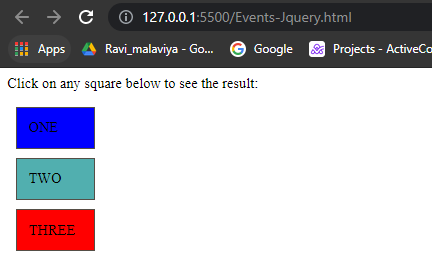 127.0.0.1:5500/Events-Jquery.html
Apps Ravi_malaviya - Go... Google Projects - ActiveCo
Click on any square below to see the result:
ONE
TWO
THREE